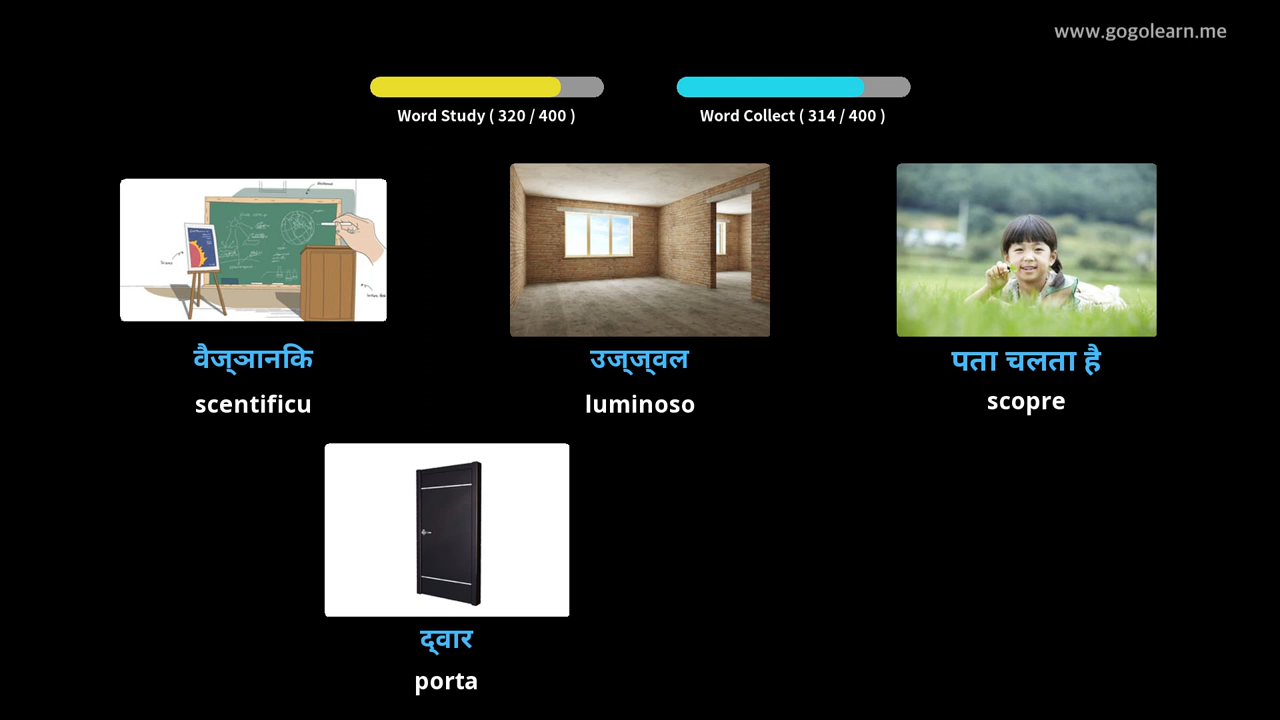 www.gogolearn.me
Word Study ( 320 / 400 )
Word Collect ( 314 / 400 )
वैज्ञानकि
scentificu
उज्ज्वल
luminoso
पता चलता है
scopre
द्वार
porta